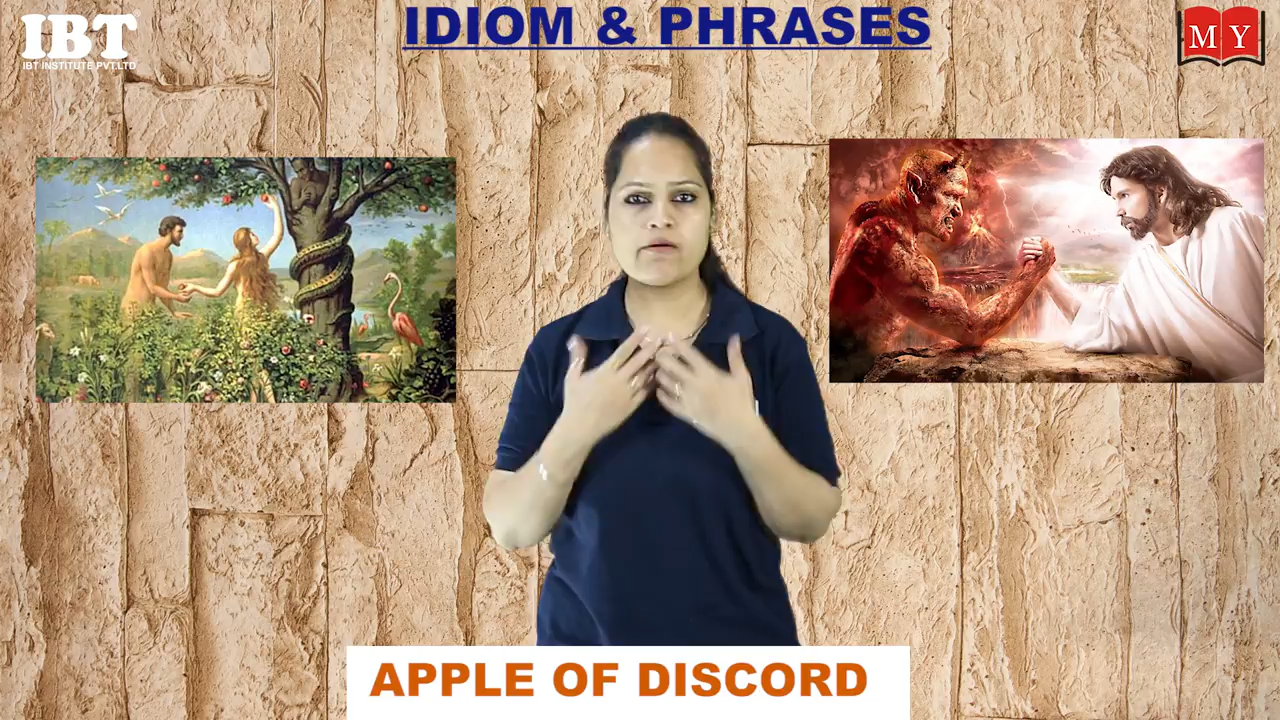 IBT
IBT INSTITUTE PVT.LTD
IDIOM & PHRASES
MY
APPLE OF DISCORD